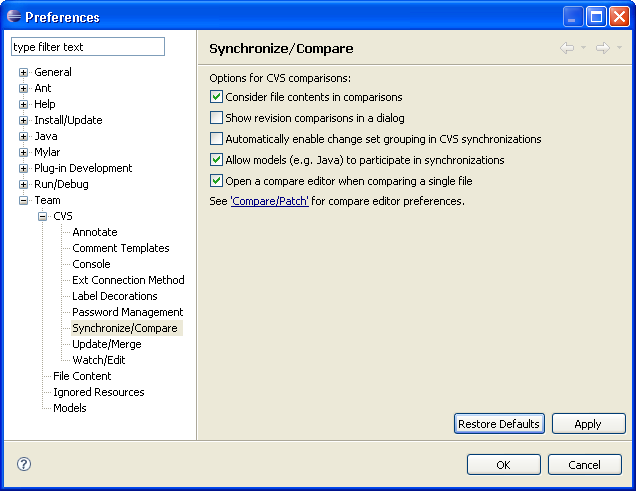 Preferences
type filter text
General
Ant
Help
Install/Update
Java
Mylar
Plug-in Development
Run/Debug
Team
CVS
Annotate
Comment Templates
Console
Ext Connection Method
Label Decorations
Password Management
Synchronize/Compare
Update/Merge
Watch/Edit
File Content
Ignored Resources
Models
Synchronize/Compare
Options for CVS comparisons:
Consider file contents in comparisons
Show revision comparisons in a dialog
Automatically enable change set grouping in CVS synchronizations
Allow models (e.g. Java) to participate in synchronizations
Open a compare editor when comparing a single file
See 'Compare/Patch' for compare editor preferences.
Restore Defaults
Apply
?
OK
Cancel